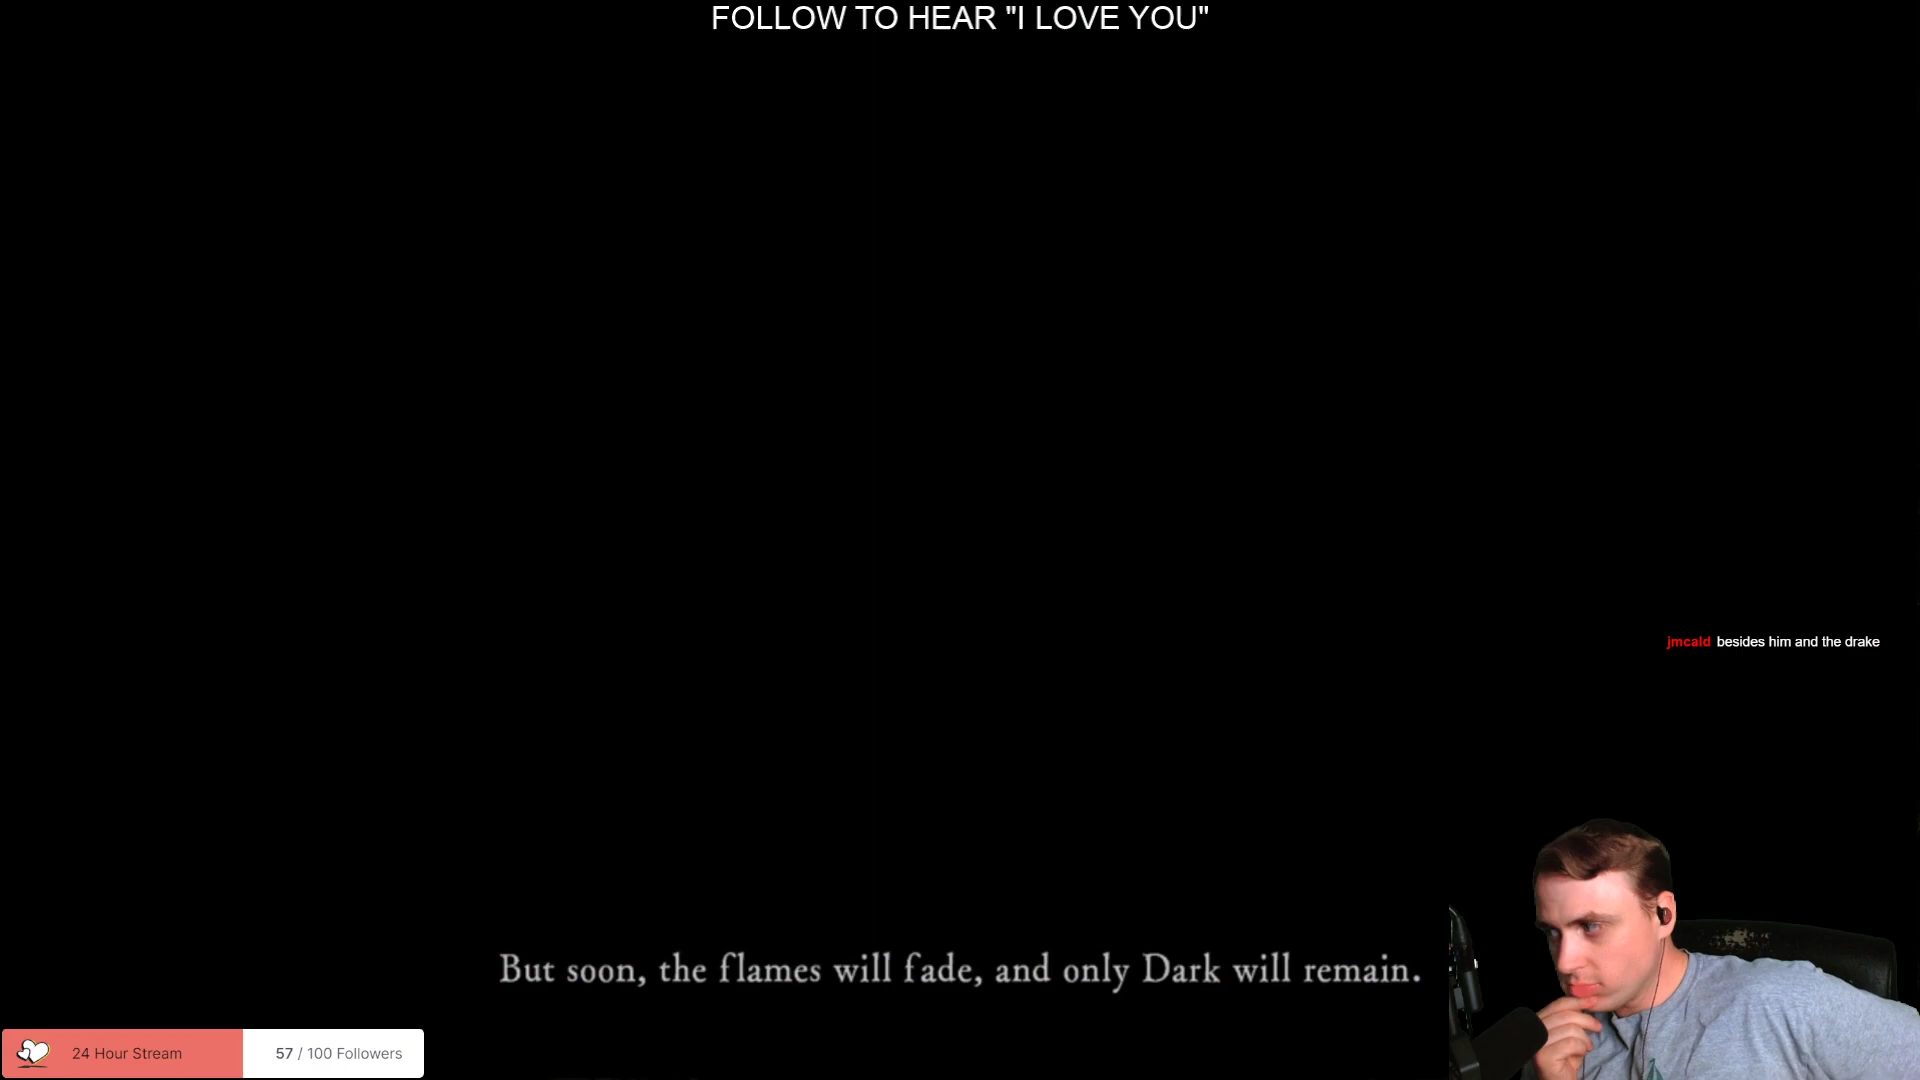 FOLLOW TO HEAR "I LOVE YOU"
jmcald besides him and the drake
But soon, the flames will fade, and only Dark will remain.
24 Hour Stream 57 / 100 Followers